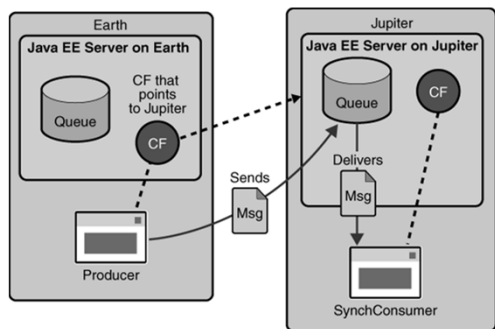 Earth
Java EE Server on Earth
CF that
points
to Jupiter
Queue
CF
Producer
Sends
Msg
Jupiter
Java EE Server on Jupiter
Queue
CF
Delivers
Msg
SynchConsumer